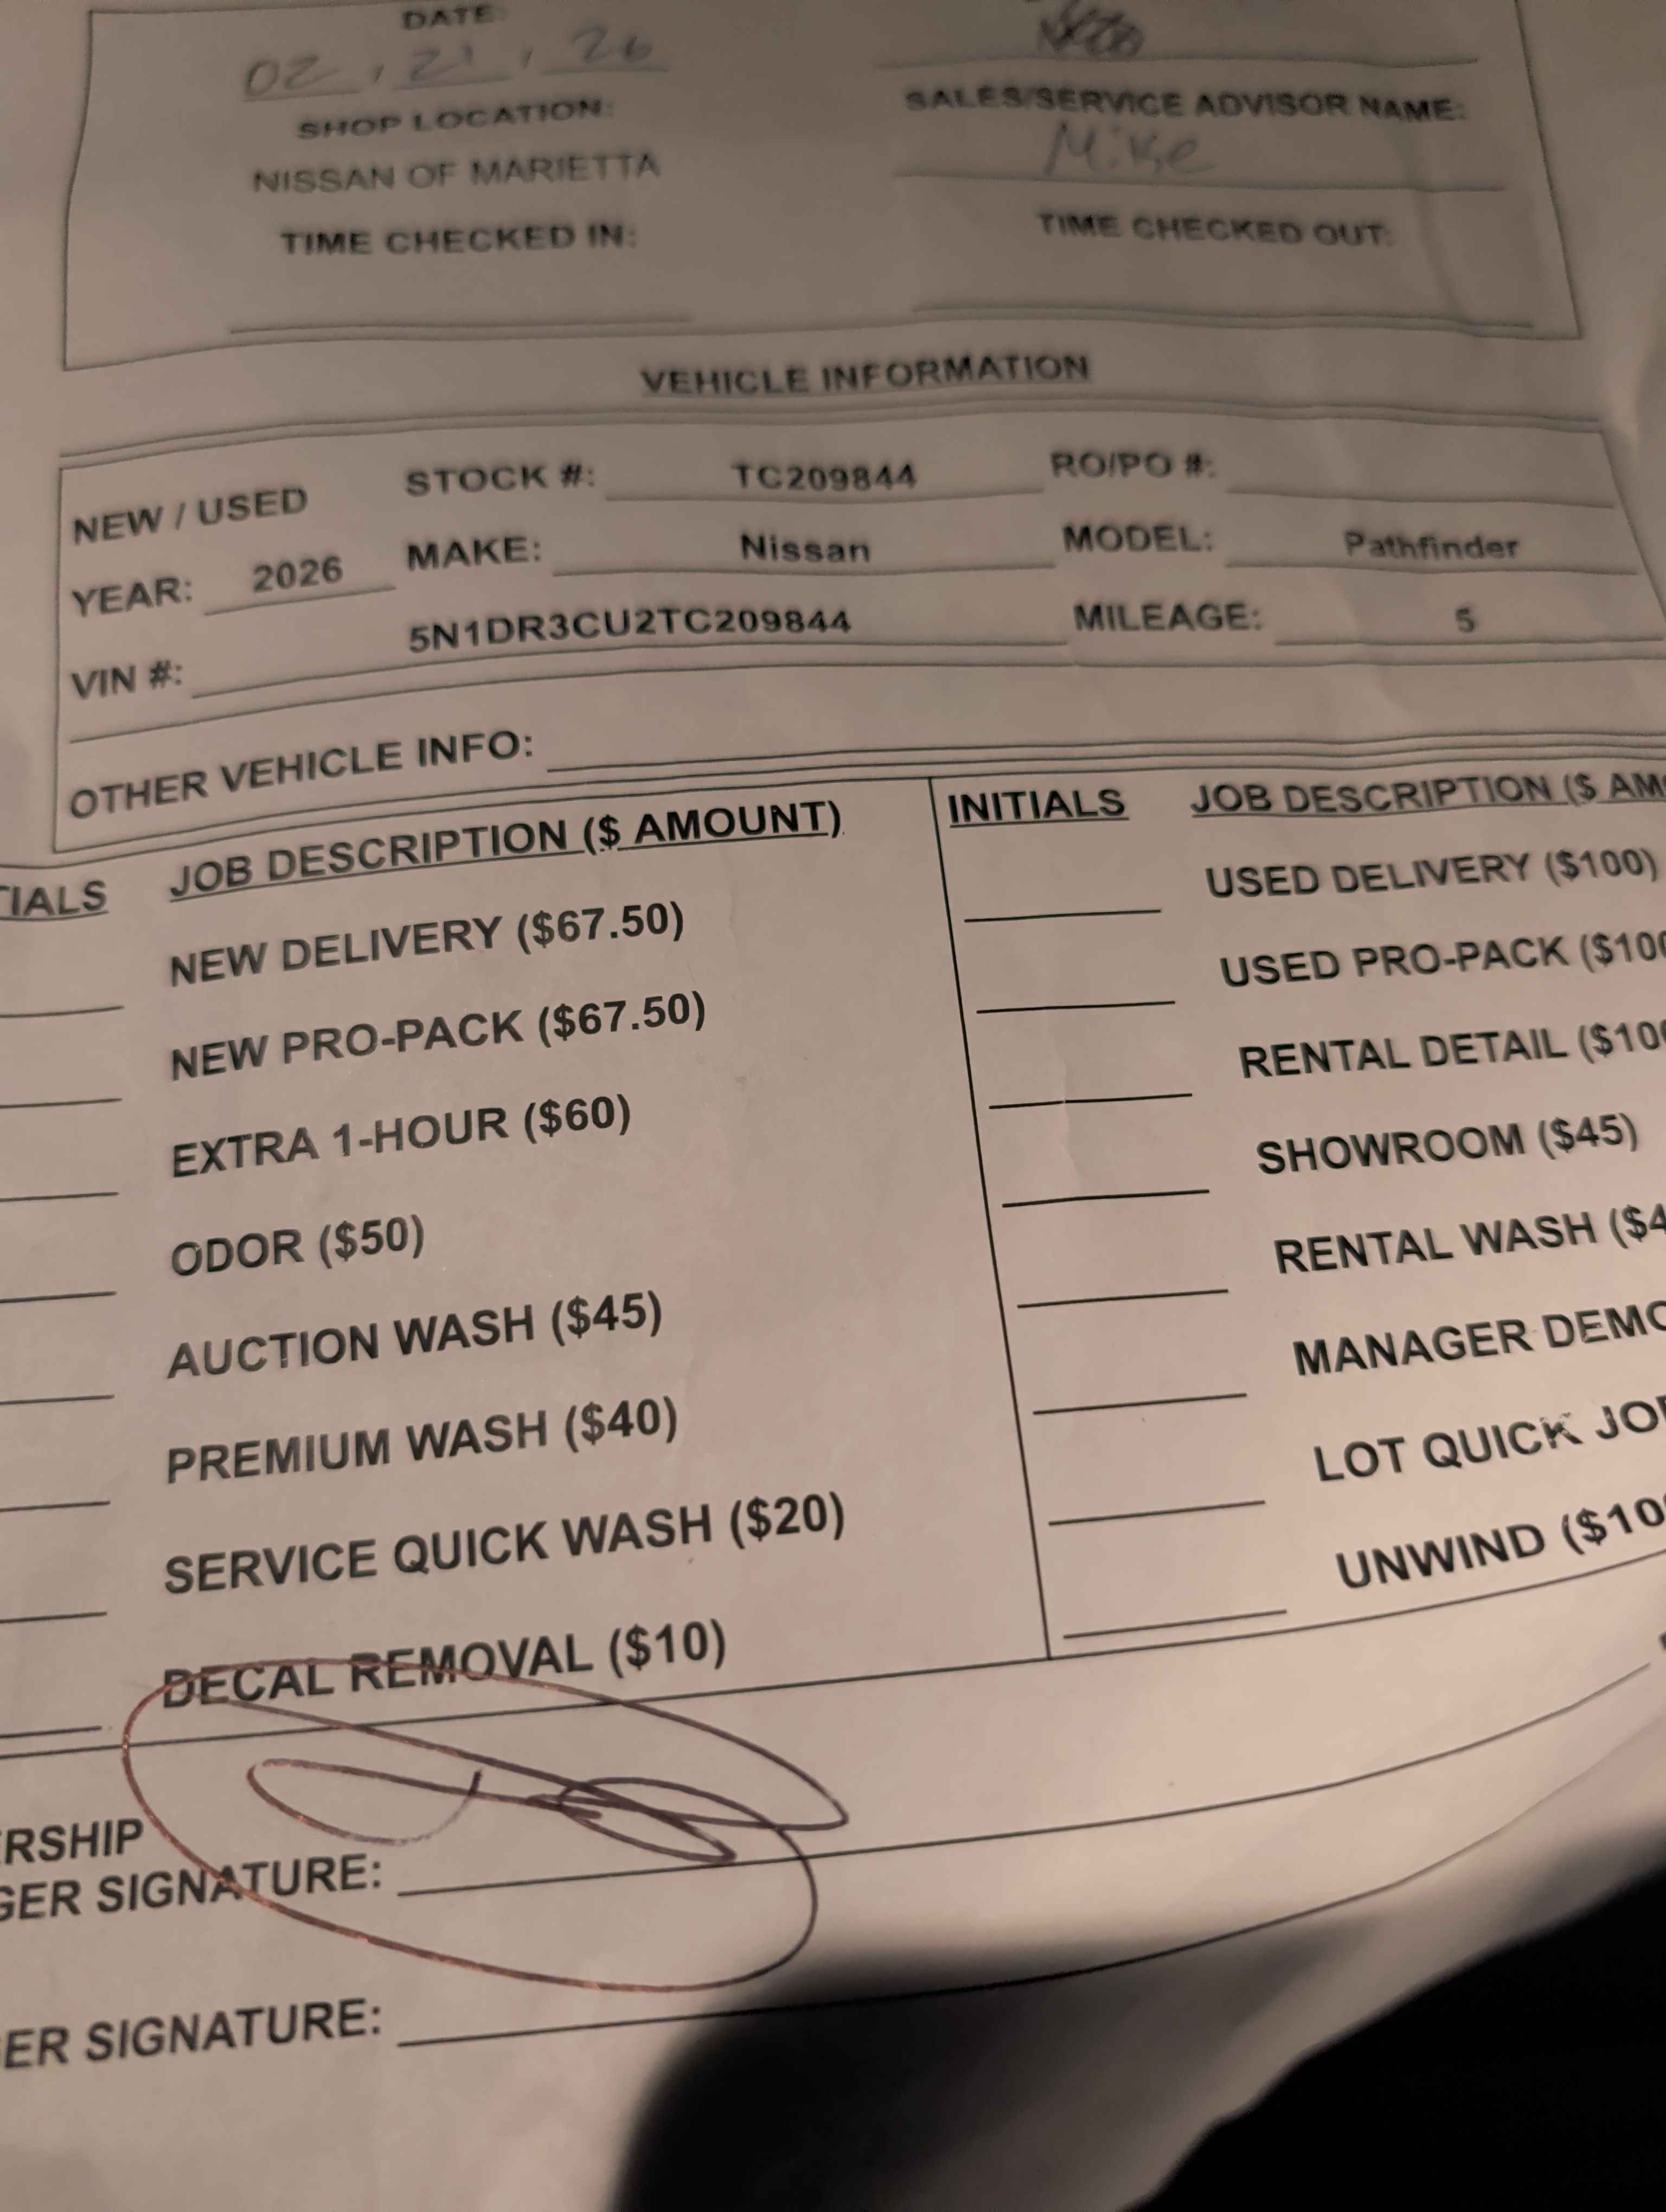 DATE
02, 21, 26
SALES/SERVICE ADVISOR NAME:
Mike
SHOP LOCATION:
NISSAN OF MARIETTA
TIME CHECKED IN:
TIME CHECKED OUT:
VEHICLE INFORMATION
NEW / USED STOCK #: TC209844 RO/PO #:
YEAR: 2026 MAKE: Nissan MODEL: Pathfinder
VIN #: 5N1DR3CU2TC209844 MILEAGE: 5
OTHER VEHICLE INFO:
TIALS JOB DESCRIPTION ($ AMOUNT)
NEW DELIVERY ($67.50)
NEW PRO-PACK ($67.50)
EXTRA 1-HOUR ($60)
ODOR ($50)
AUCTION WASH ($45)
PREMIUM WASH ($40)
SERVICE QUICK WASH ($20)
DECAL REMOVAL ($10)
INITIALS JOB DESCRIPTION ($ AM
USED DELIVERY ($100)
USED PRO-PACK ($100
RENTAL DETAIL ($100
SHOWROOM ($45)
RENTAL WASH ($4
MANAGER DEMO
LOT QUICK JO
UNWIND ($10
ERSHIP
GER SIGNATURE:
ER SIGNATURE: